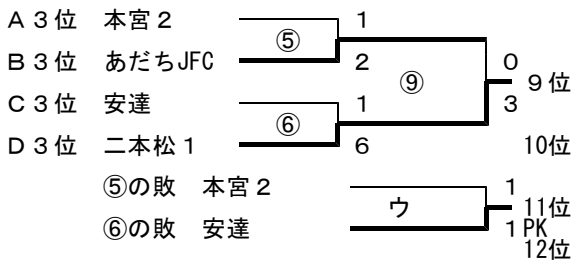 A3位 本宮2 1
⑤
B3位 あだちJFC 2 0
⑨ 9位
C3位 安達 1 3
⑥
D3位 二本松1 6 10位
⑤の敗 本宮2 1
ウ 11位
⑥の敗 安達 1 PK
12位